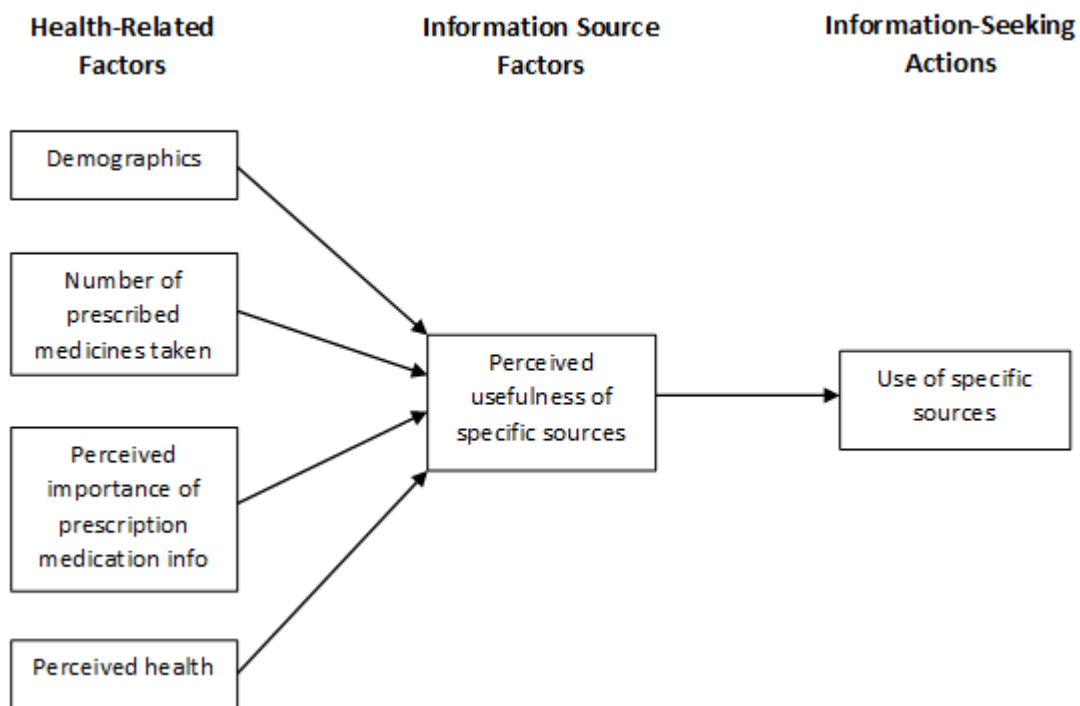 Health-Related
Factors
Information Source
Factors
Information-Seeking
Actions
Demographics
Number of
prescribed
medicines taken
Perceived
importance of
prescription
medication info
Perceived health
Perceived
usefulness of
specific sources
Use of specific
sources